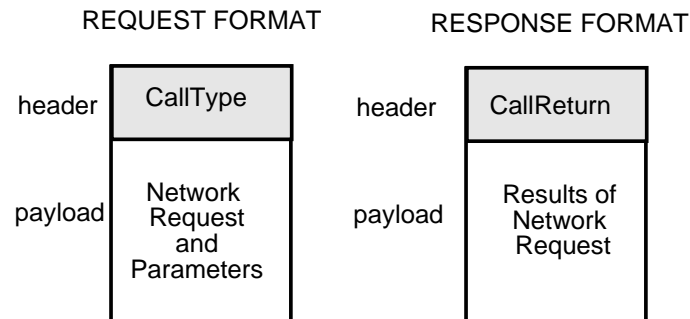 REQUEST FORMAT
header
CallType
payload
Network
Request
and
Parameters
RESPONSE FORMAT
header
CallReturn
payload
Results of
Network
Request